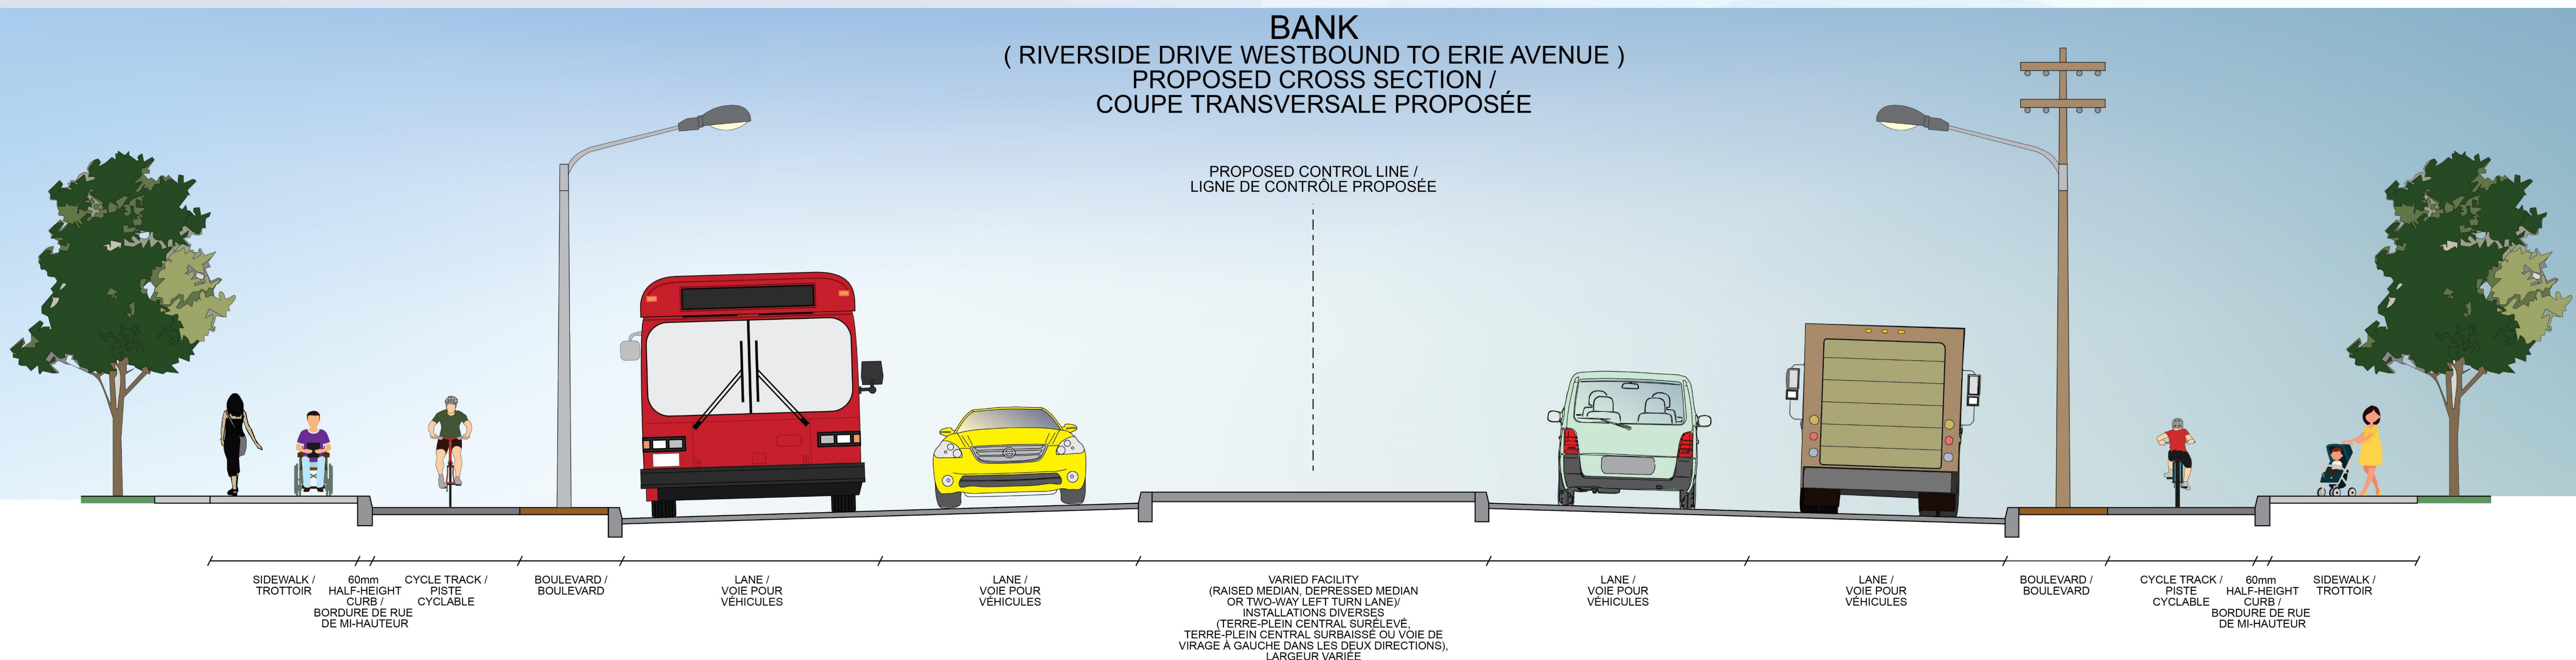 BANK
( RIVERSIDE DRIVE WESTBOUND TO ERIE AVENUE )
PROPOSED CROSS SECTION /
COUPE TRANSVERSALE PROPOSÉE
PROPOSED CONTROL LINE /
LIGNE DE CONTRÔLE PROPOSÉE
SIDEWALK /
TROTTOIR
60mm
HALF-HEIGHT
CURB /
BORDURE DE RUE
DE MI-HAUTEUR
CYCLE TRACK /
PISTE
CYCLABLE
BOULEVARD /
BOULEVARD
LANE /
VOIE POUR
VÉHICULES
LANE /
VOIE POUR
VÉHICULES
VARIED FACILITY
(RAISED MEDIAN, DEPRESSED MEDIAN
OR TWO-WAY LEFT TURN LANE)/
INSTALLATIONS DIVERSES
(TERRE-PLEIN CENTRAL SURÉLEVÉ,
TERRE-PLEIN CENTRAL SURBAISSÉ OU VOIE DE
VIRAGE À GAUCHE DANS LES DEUX DIRECTIONS),
LARGEUR VARIÉE
LANE /
VOIE POUR
VÉHICULES
LANE /
VOIE POUR
VÉHICULES
BOULEVARD /
BOULEVARD
CYCLE TRACK /
PISTE
CYCLABLE
60mm
HALF-HEIGHT
CURB /
BORDURE DE RUE
DE MI-HAUTEUR
SIDEWALK /
TROTTOIR